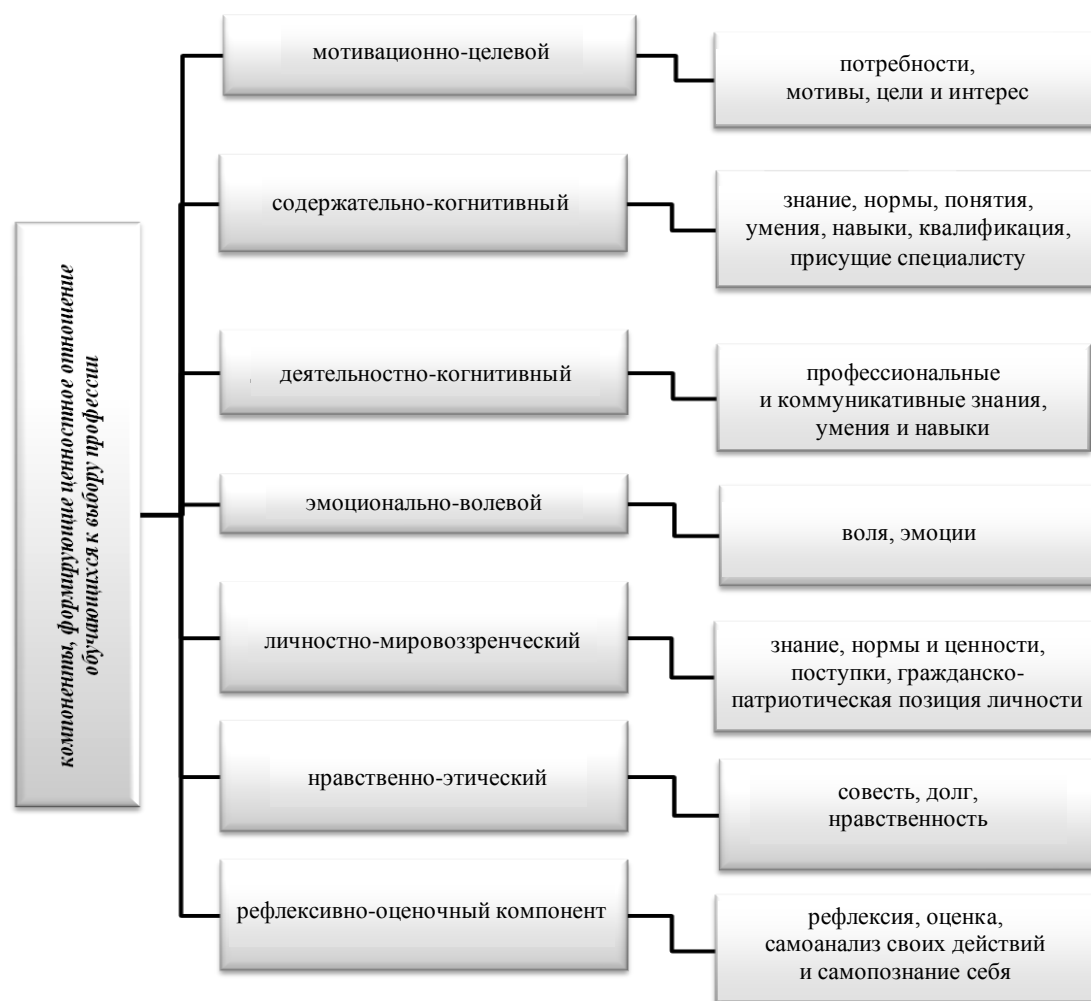 компоненты, формирующие ценностное отношение
обучающихся к выбору профессии
мотивационно-целевой
потребности,
мотивы, цели и интерес
содержательно-когнитивный
знание, нормы, понятия,
умения, навыки, квалификация,
присущие специалисту
деятельностно-когнитивный
профессиональные
и коммуникативные знания,
умения и навыки
эмоционально-волевой
воля, эмоции
личностно-мировоззренческий
знание, нормы и ценности,
поступки, гражданско-
патриотическая позиция личности
нравственно-этический
совесть, долг,
нравственность
рефлексивно-оценочный компонент
рефлексия, оценка,
самоанализ своих действий
и самопознание себя